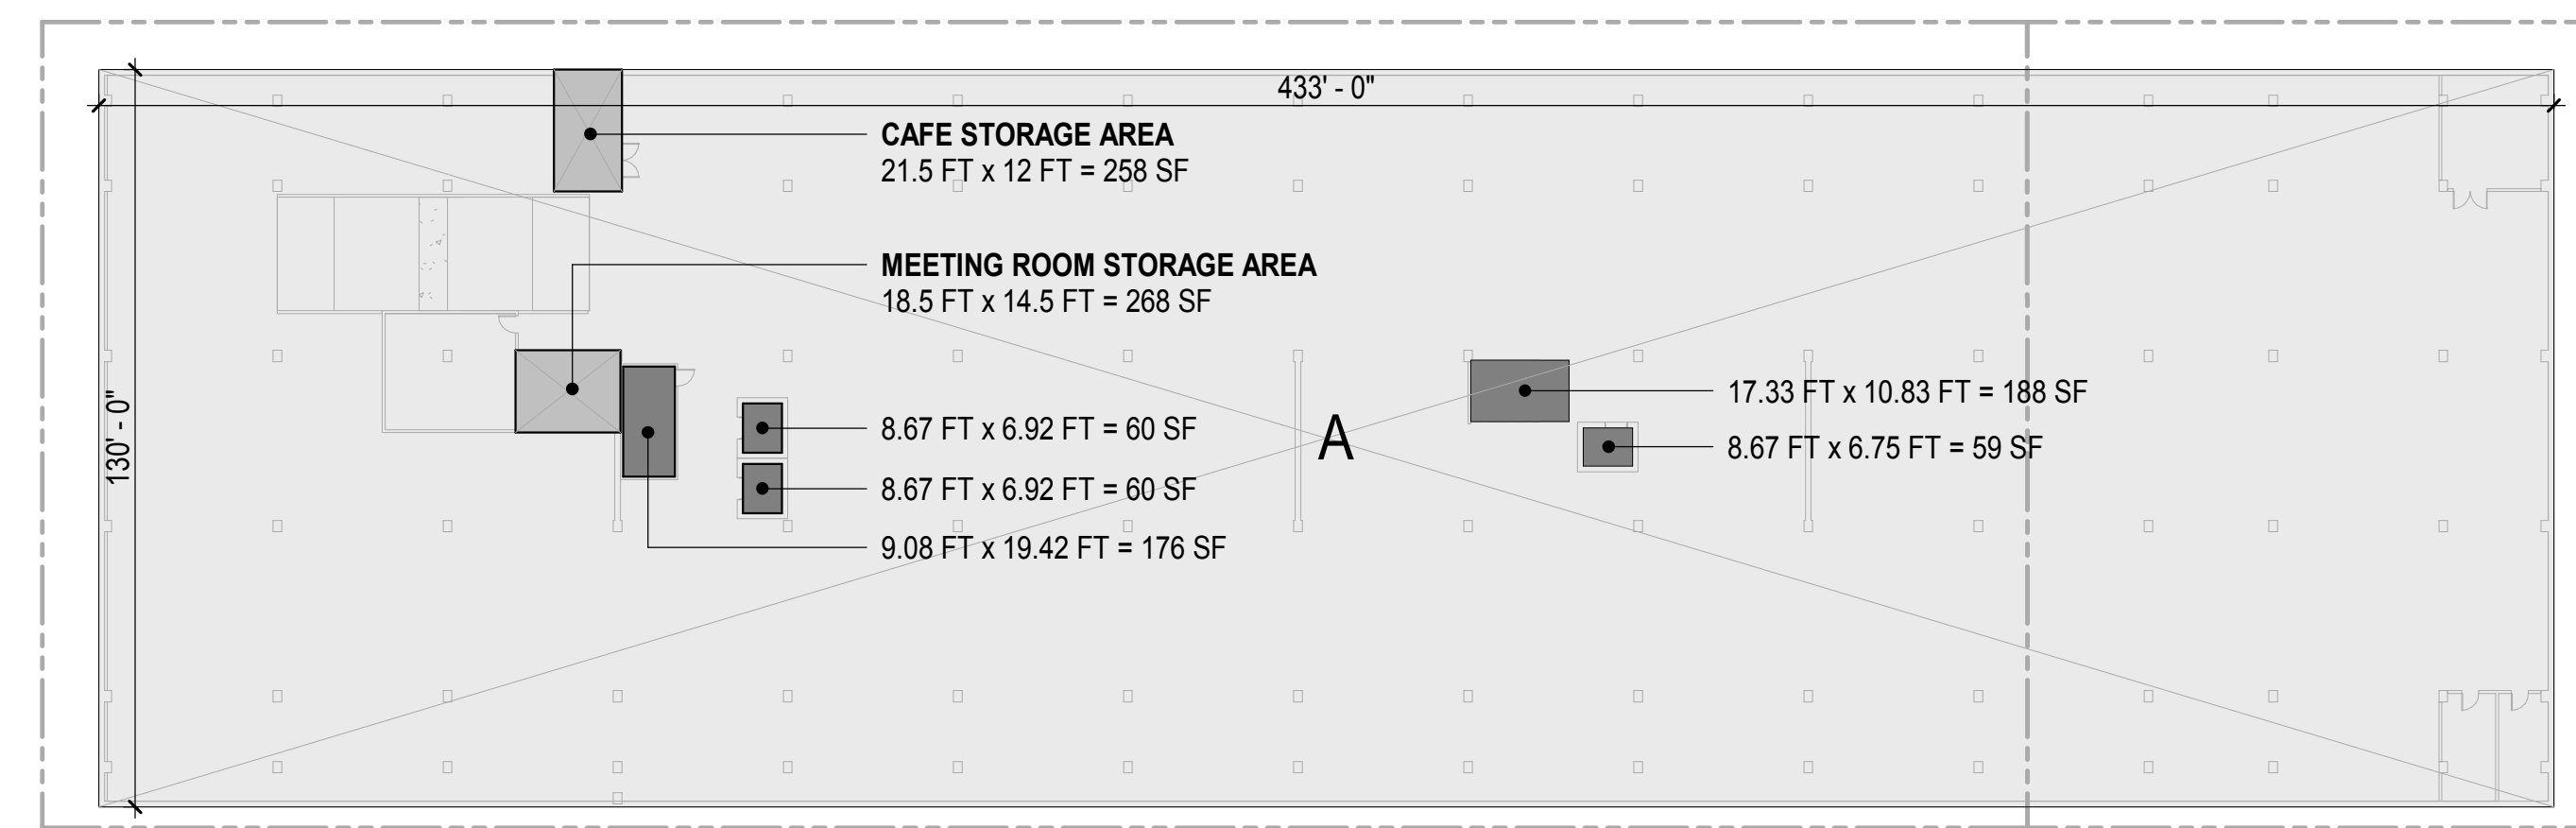 433' - 0"
CAFE STORAGE AREA
21.5 FT x 12 FT = 258 SF
MEETING ROOM STORAGE AREA
18.5 FT x 14.5 FT = 268 SF
130' - 0"
8.67 FT x 6.92 FT = 60 SF
8.67 FT x 6.92 FT = 60 SF
9.08 FT x 19.42 FT = 176 SF
A
17.33 FT x 10.83 FT = 188 SF
8.67 FT x 6.75 FT = 59 SF